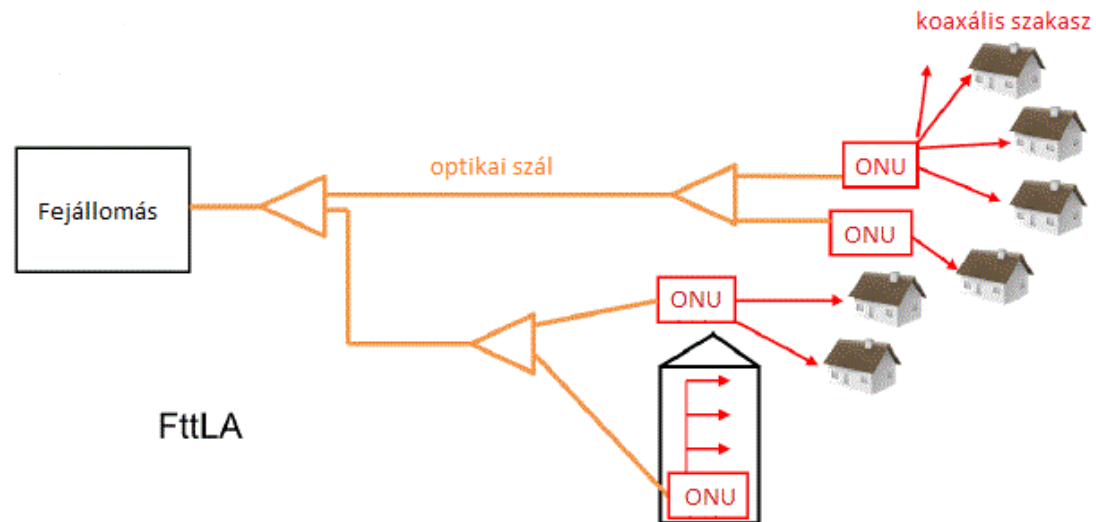 koaxális szakasz
optikai szál
ONU
Fejállomás
ONU
ONU
FttLA
ONU